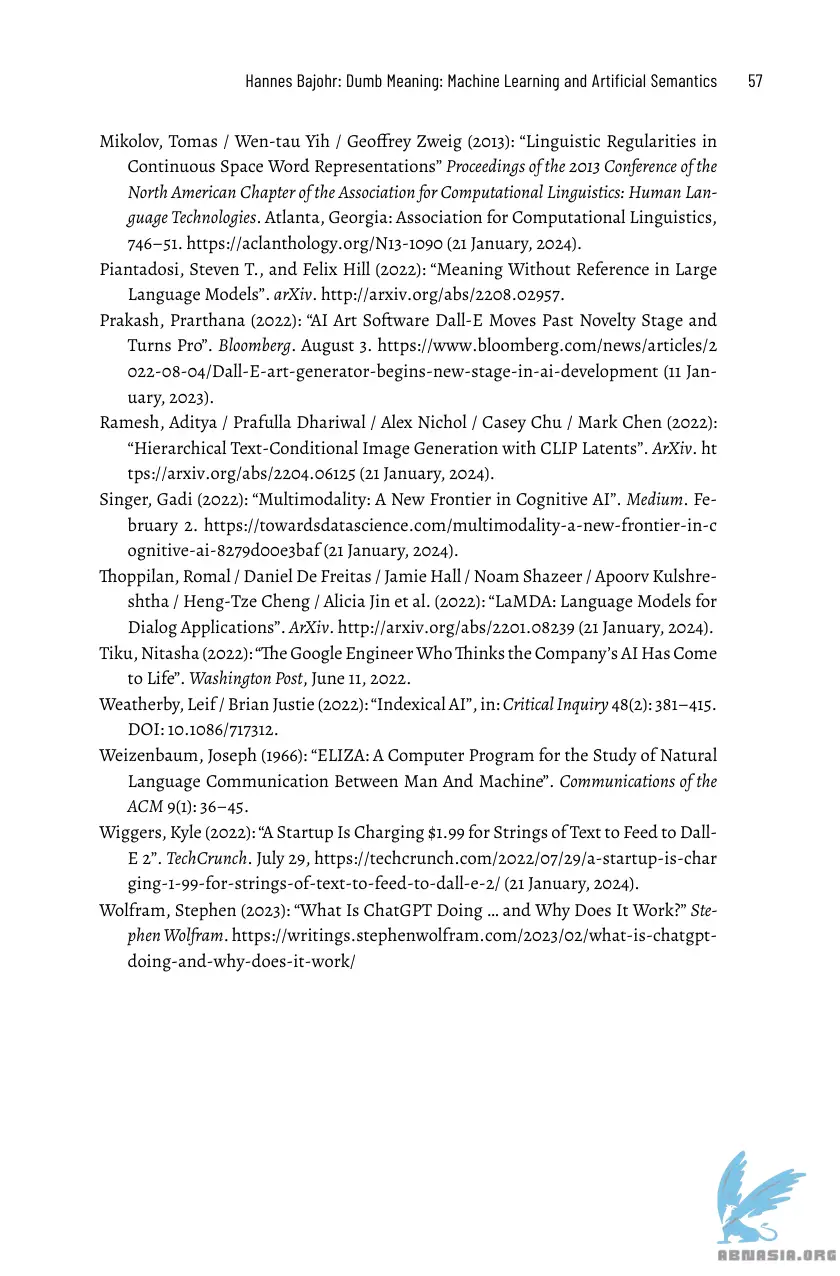 Hannes Bajohr: Dumb Meaning: Machine Learning and Artificial Semantics 57
Mikolov, Tomas / Wen-tau Yih / Geoffrey Zweig (2013): “Linguistic Regularities in
Continuous Space Word Representations” Proceedings of the 2013 Conference of the
North American Chapter of the Association for Computational Linguistics: Human Lan-
guage Technologies. Atlanta, Georgia: Association for Computational Linguistics,
746–51. https://aclanthology.org/N13-1090 (21 January, 2024).
Piantadosi, Steven T., and Felix Hill (2022): “Meaning Without Reference in Large
Language Models”. arXiv. http://arxiv.org/abs/2208.02957.
Prakash, Prarthana (2022): “AI Art Software Dall-E Moves Past Novelty Stage and
Turns Pro”. Bloomberg. August 3. https://www.bloomberg.com/news/articles/2
022-08-04/Dall-E-art-generator-begins-new-stage-in-ai-development (11 Jan-
uary, 2023).
Ramesh, Aditya / Prafulla Dhariwal / Alex Nichol / Casey Chu / Mark Chen (2022):
“Hierarchical Text-Conditional Image Generation with CLIP Latents”. ArXiv. ht
tps://arxiv.org/abs/2204.06125 (21 January, 2024).
Singer, Gadi (2022): “Multimodality: A New Frontier in Cognitive AI”. Medium. Fe-
bruary 2. https://towardsdatascience.com/multimodality-a-new-frontier-in-c
ognitive-ai-8279d00e3baf (21 January, 2024).
Thoppilan, Romal / Daniel De Freitas / Jamie Hall / Noam Shazeer / Apoorv Kulshre-
shtha / Heng-Tze Cheng / Alicia Jin et al. (2022): “LaMDA: Language Models for
Dialog Applications”. ArXiv. http://arxiv.org/abs/2201.08239 (21 January, 2024).
Tiku, Nitasha (2022): “The Google Engineer Who Thinks the Company’s AI Has Come
to Life”. Washington Post, June 11, 2022.
Weatherby, Leif / Brian Justie (2022): “Indexical AI”, in: Critical Inquiry 48(2): 381–415.
DOI: 10.1086/717312.
Weizenbaum, Joseph (1966): “ELIZA: A Computer Program for the Study of Natural
Language Communication Between Man And Machine”. Communications of the
ACM 9(1): 36–45.
Wiggers, Kyle (2022): “A Startup Is Charging $1.99 for Strings of Text to Feed to Dall-
E 2”. TechCrunch. July 29, https://techcrunch.com/2022/07/29/a-startup-is-char
ging-1-99-for-strings-of-text-to-feed-to-dall-e-2/ (21 January, 2024).
Wolfram, Stephen (2023): “What Is ChatGPT Doing … and Why Does It Work?” Ste-
phen Wolfram. https://writings.stephenwolfram.com/2023/02/what-is-chatgpt-
doing-and-why-does-it-work/
ABNASIA.ORG